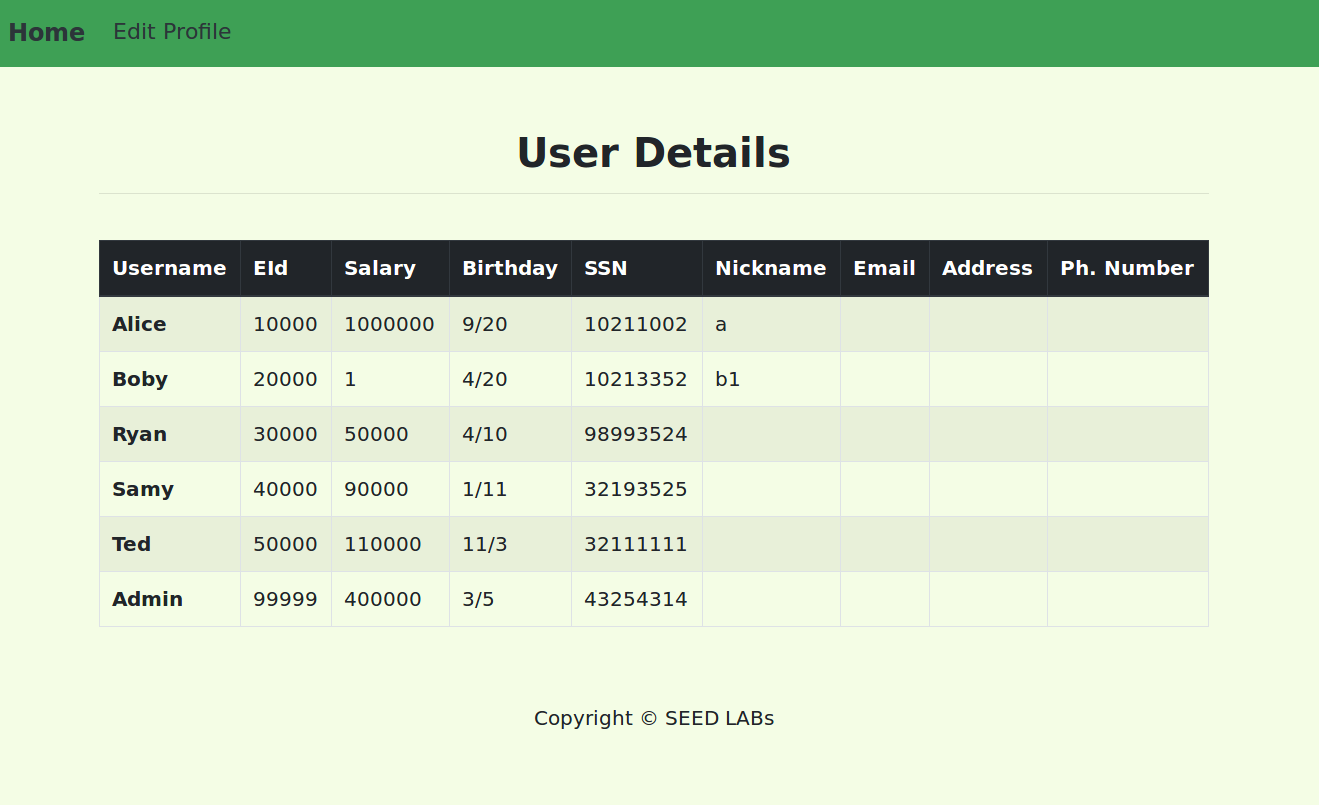 Home Edit Profile
User Details
Username EId Salary Birthday SSN Nickname Email Address Ph. Number
Alice 10000 1000000 9/20 10211002 a
Boby 20000 1 4/20 10213352 b1
Ryan 30000 50000 4/10 98993524
Samy 40000 90000 1/11 32193525
Ted 50000 110000 11/3 32111111
Admin 99999 400000 3/5 43254314
Copyright © SEED LABs